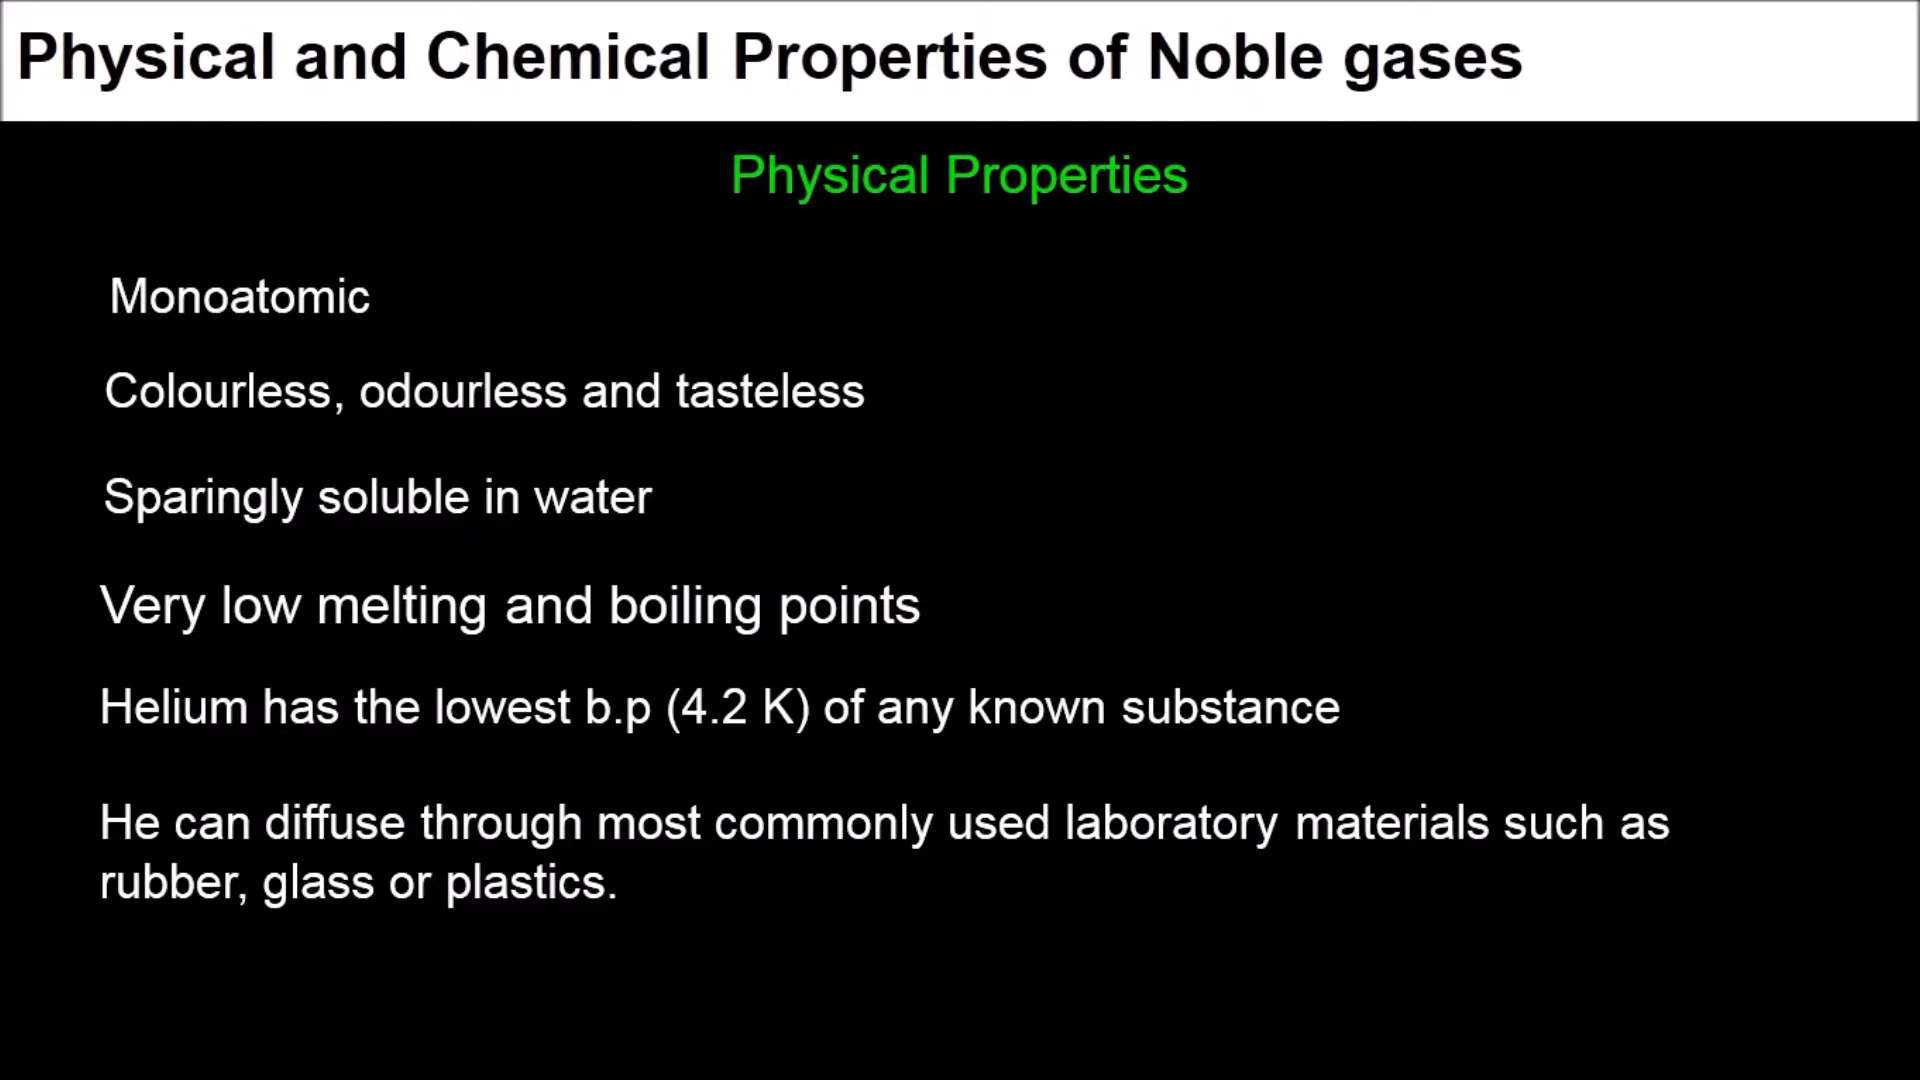 Physical and Chemical Properties of Noble gases
Physical Properties
Monoatomic
Colourless, odourless and tasteless
Sparingly soluble in water
Very low melting and boiling points
Helium has the lowest b.p (4.2 K) of any known substance
He can diffuse through most commonly used laboratory materials such as
rubber, glass or plastics.